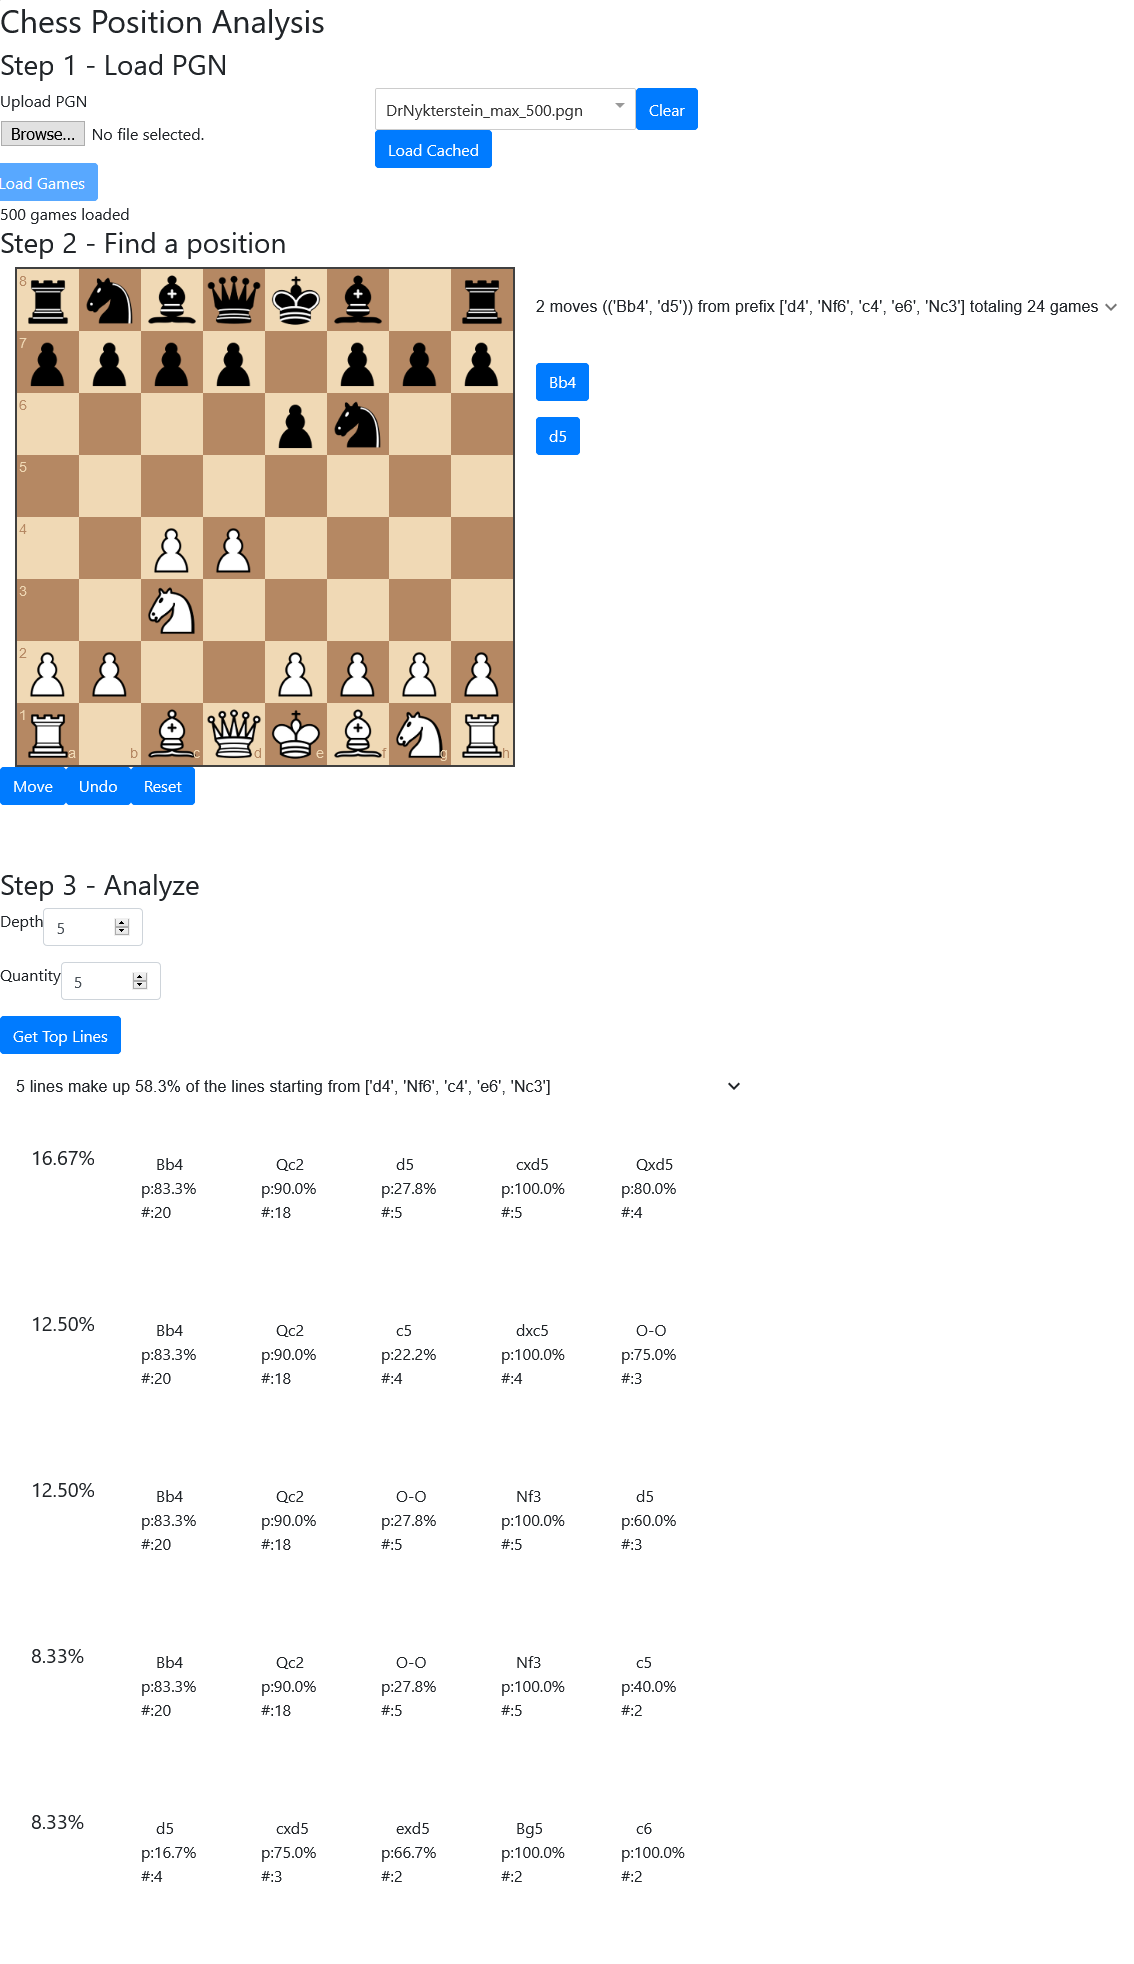 Chess Position Analysis
Step 1 - Load PGN
Upload PGN
Browse... No file selected.
DrNykterstein_max_500.pgn
Clear
Load Cached
Load Games
500 games loaded
Step 2 - Find a position
8
7
6
5
4
3
2
1
a b c d e f g h
2 moves (('Bb4', 'd5')) from prefix ['d4', 'Nf6', 'c4', 'e6', 'Nc3'] totaling 24 games
Bb4
d5
Move Undo Reset
Step 3 - Analyze
Depth 5
Quantity 5
Get Top Lines
5 lines make up 58.3% of the lines starting from ['d4', 'Nf6', 'c4', 'e6', 'Nc3']
16.67% Bb4 Qc2 d5 cxd5 Qxd5
p:83.3% p:90.0% p:27.8% p:100.0% p:80.0%
#:20 #:18 #:5 #:5 #:4
12.50% Bb4 Qc2 c5 dxc5 O-O
p:83.3% p:90.0% p:22.2% p:100.0% p:75.0%
#:20 #:18 #:4 #:4 #:3
12.50% Bb4 Qc2 O-O Nf3 d5
p:83.3% p:90.0% p:27.8% p:100.0% p:60.0%
#:20 #:18 #:5 #:5 #:3
8.33% Bb4 Qc2 O-O Nf3 c5
p:83.3% p:90.0% p:27.8% p:100.0% p:40.0%
#:20 #:18 #:5 #:5 #:2
8.33% d5 cxd5 exd5 Bg5 c6
p:16.7% p:75.0% p:66.7% p:100.0% p:100.0%
#:4 #:3 #:2 #:2 #:2